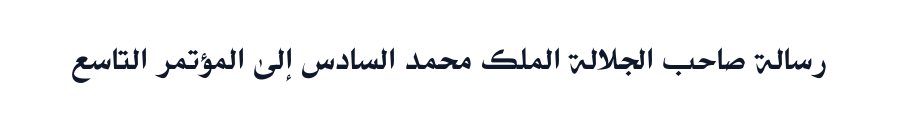 رسالة صاحب الجلالة الملك محمد السادس إلى المؤتمر التاسع